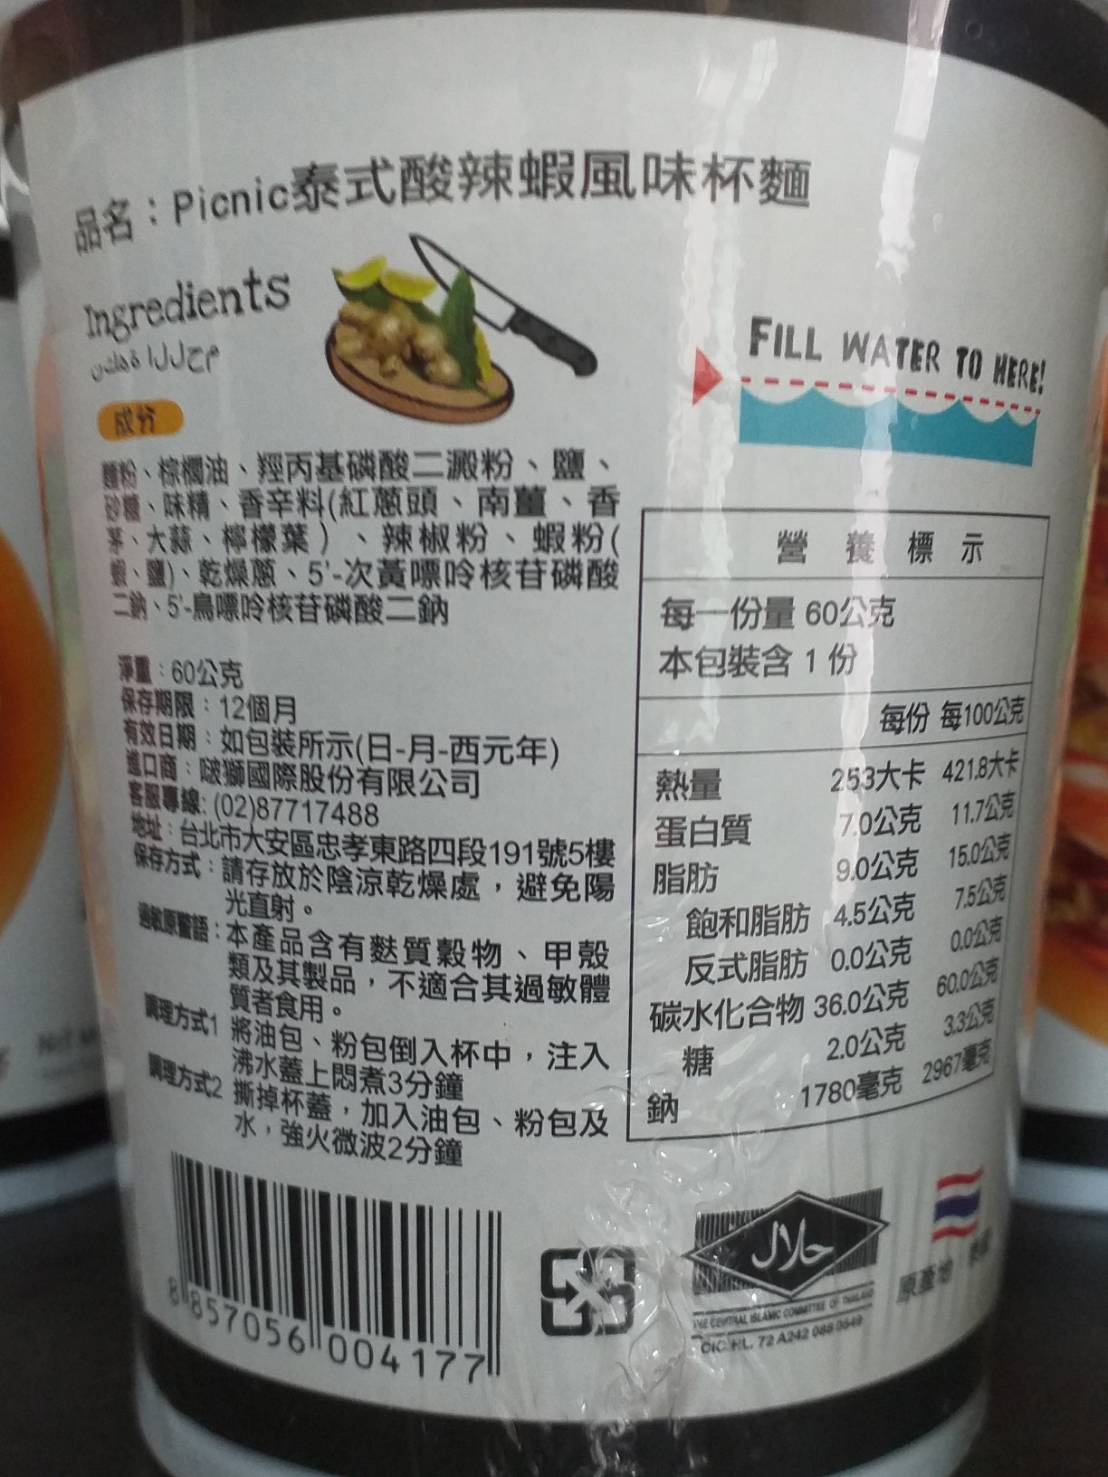 品名：Picnic泰式酸辣蝦風味杯麵
Ingredients
成分
麵粉、棕櫚油、羥丙基磷酸二澱粉、鹽、
砂糖、味精、香辛料(紅蔥頭、南薑、香
茅、大蒜、檸檬葉)、辣椒粉、蝦粉(
蝦、鹽)、乾燥蔥、5'-次黃嘌呤核苷磷酸
二鈉、5'-鳥嘌呤核苷磷酸二鈉
淨重：60公克
保存期限：12個月
有效日期：如包裝所示(日-月-西元年)
進口商：啵獅國際股份有限公司
客服專線: (02)87717488
地址：台北市大安區忠孝東路四段191號5樓
保存方式：請存放於陰涼乾燥處，避免陽
光直射。
過敏原警語：本產品含有麩質穀物、甲殼
類及其製品，不適合其過敏體
質者食用。
調理方式1 將油包、粉包倒入杯中，注入
沸水蓋上悶煮3分鐘
調理方式2 撕掉杯蓋，加入油包、粉包及
水，強火微波2分鐘
8 857056 004177
FILL WATER TO HERE!
營養標示
每一份量 60公克
本包裝含 1 份
每份 每100公克
熱量 253大卡 421.8大卡
蛋白質 7.0公克 11.7公克
脂肪 9.0公克 15.0公克
飽和脂肪 4.5公克 7.5公克
反式脂肪 0.0公克 0.0公克
碳水化合物 36.0公克 60.0公克
糖 2.0公克 3.3公克
鈉 1780毫克 2967毫克
حلال
THE CENTRAL ISLAMIC COMMITTEE OF THAILAND
CIC.HL. 72 A242 088 0549
原產地